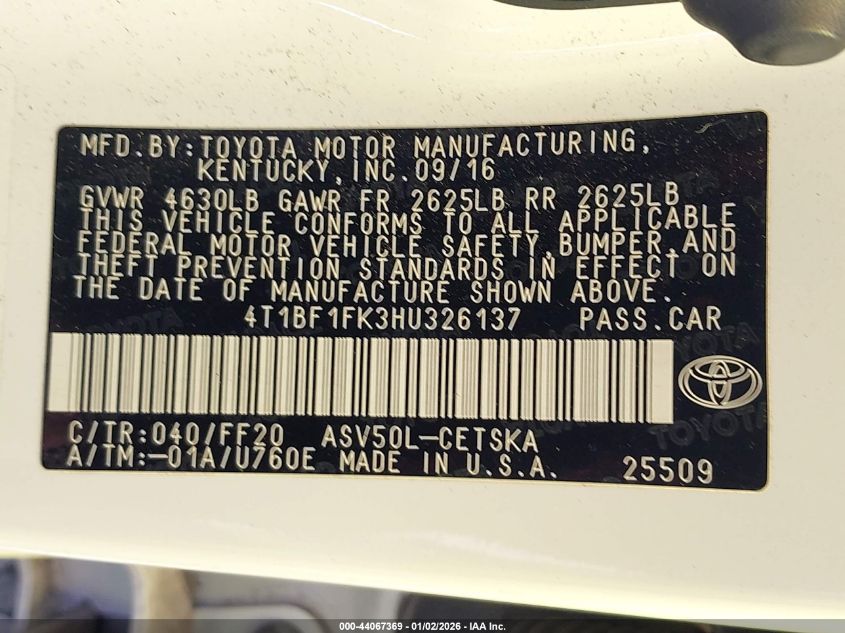 MFD.BY:TOYOTA MOTOR MANUFACTURING,
KENTUCKY, INC.09/16
GVWR 4630LB GAWR FR 2625LB RR 2625LB
THIS VEHICLE CONFORMS TO ALL APPLICABLE
FEDERAL MOTOR VEHICLE SAFETY,BUMPER,AND
THEFT PREVENTION STANDARDS IN EFFECT ON
THE DATE OF MANUFACTURE SHOWN ABOVE.
4T1BF1FK3HU326137 PASS.CAR
C/TR:040/FF20 ASV50L-CETSKA
A/TM:-01A/U760E MADE IN U.S.A. 25509
000-44067369 - 01/02/2026 - IAA Inc.